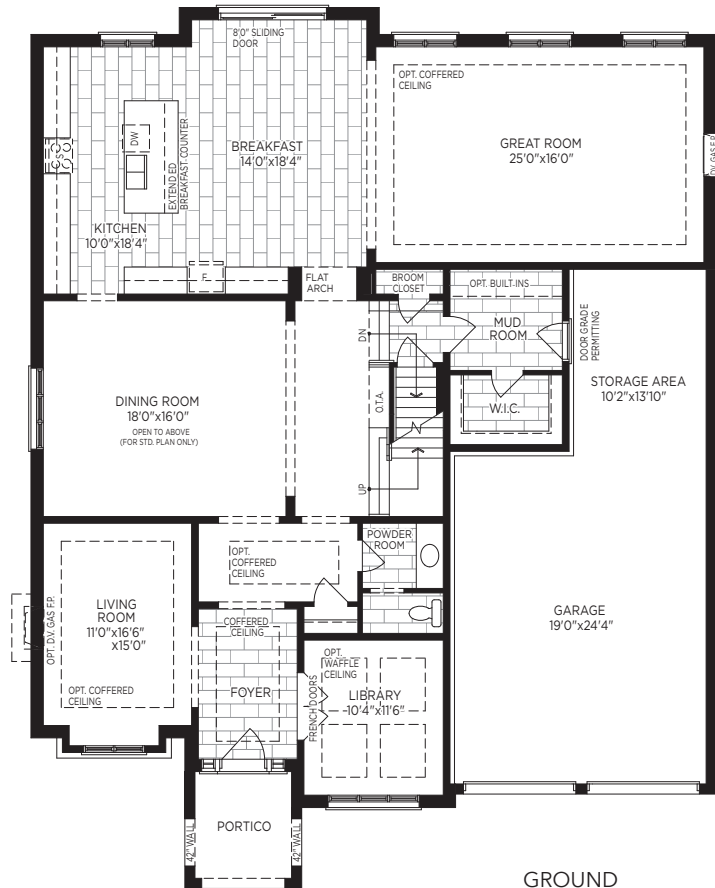 8'0" SLIDING
DOOR
OPT. COFFERED
CEILING
DW
EXTENDED
BREAKFAST COUNTER
BREAKFAST
14'0"x18'4"
GREAT ROOM
25'0"x16'0"
D.V. GAS F.P.
KITCHEN
10'0"x18'4"
F
FLAT
ARCH
BROOM
CLOSET
OPT. BUILT-INS
MUD
ROOM
DOOR GRADE
PERMITTING
DN
STORAGE AREA
10'2"x13'10"
DINING ROOM
18'0"x16'0"
OPEN TO ABOVE
(FOR STD. PLAN ONLY)
O.T.A.
W.I.C.
UP
POWDER
ROOM
OPT.
COFFERED
CEILING
LIVING
ROOM
11'0"x16'6"
x15'0"
OPT. D.V. GAS F.P.
OPT. COFFERED
CEILING
COFFERED
CEILING
FOYER
GARAGE
19'0"x24'4"
OPT.
WAFFLE
CEILING
FRENCH DOORS
LIBRARY
10'4"x11'6"
PORTICO
42" WALL
42" WALL
GROUND